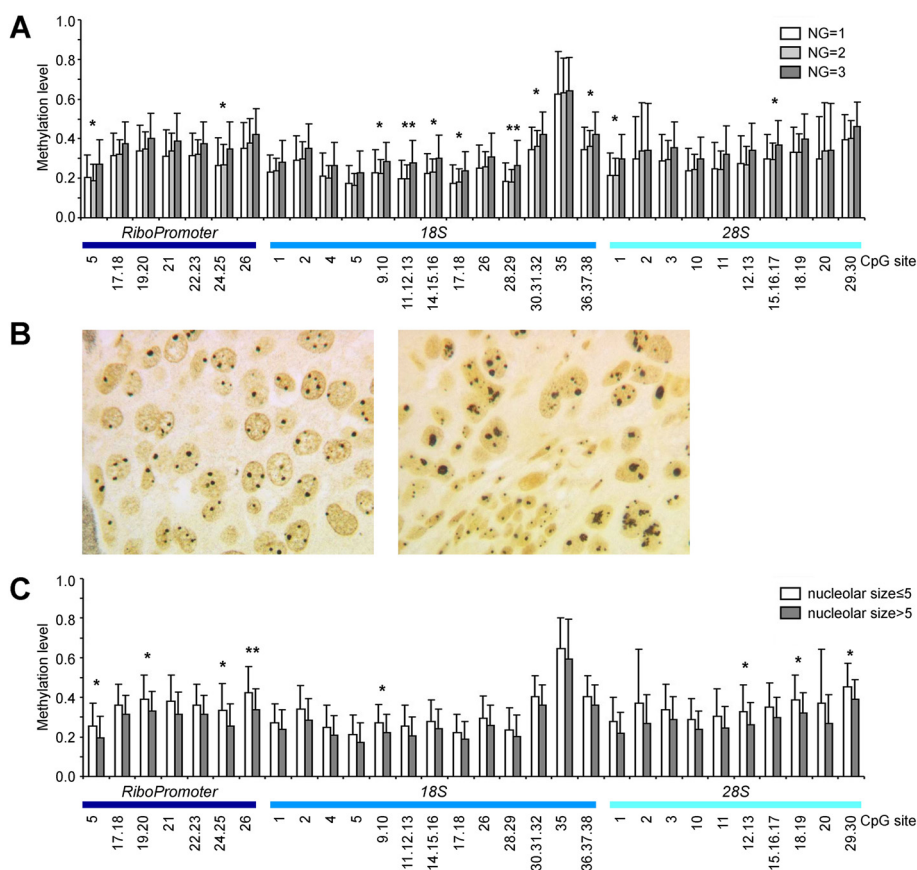 A
1.0
0.8
0.6
0.4
0.2
0.0
Methylation level
NG=1
NG=2
NG=3
* * * ** * * ** * * * *
RiboPromoter 18S 28S
5 17.18 19.20 21 22.23 24.25 26 1 2 4 5 9.10 11.12.13 14.15.16 17.18 26 28.29 30.31.32 35 36.37.38 1 2 3 10 11 12.13 15.16.17 18.19 20 29.30 CpG site
B
C
1.0
0.8
0.6
0.4
0.2
0.0
Methylation level
nucleolar size≤5
nucleolar size>5
* * * ** * * * *
RiboPromoter 18S 28S
5 17.18 19.20 21 22.23 24.25 26 1 2 4 5 9.10 11.12.13 14.15.16 17.18 26 28.29 30.31.32 35 36.37.38 1 2 3 10 11 12.13 15.16.17 18.19 20 29.30 CpG site